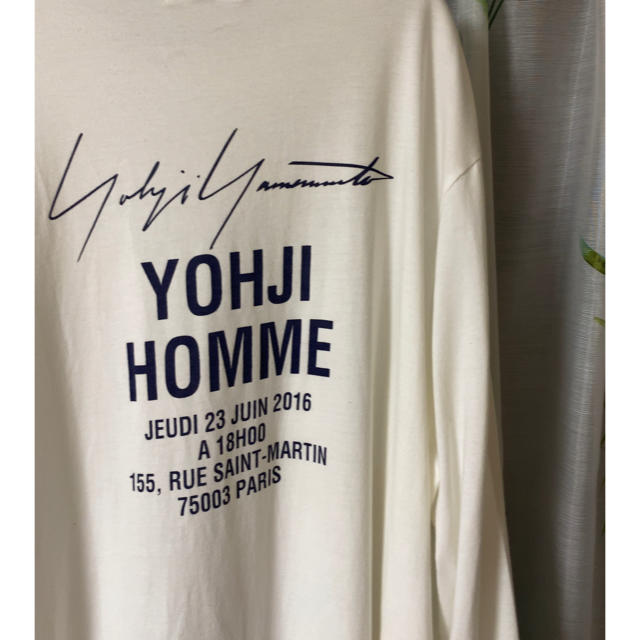 Yohji Yamamoto
YOHJI
HOMME
JEUDI 23 JUIN 2016
A 18H00
155, RUE SAINT-MARTIN
75003 PARIS